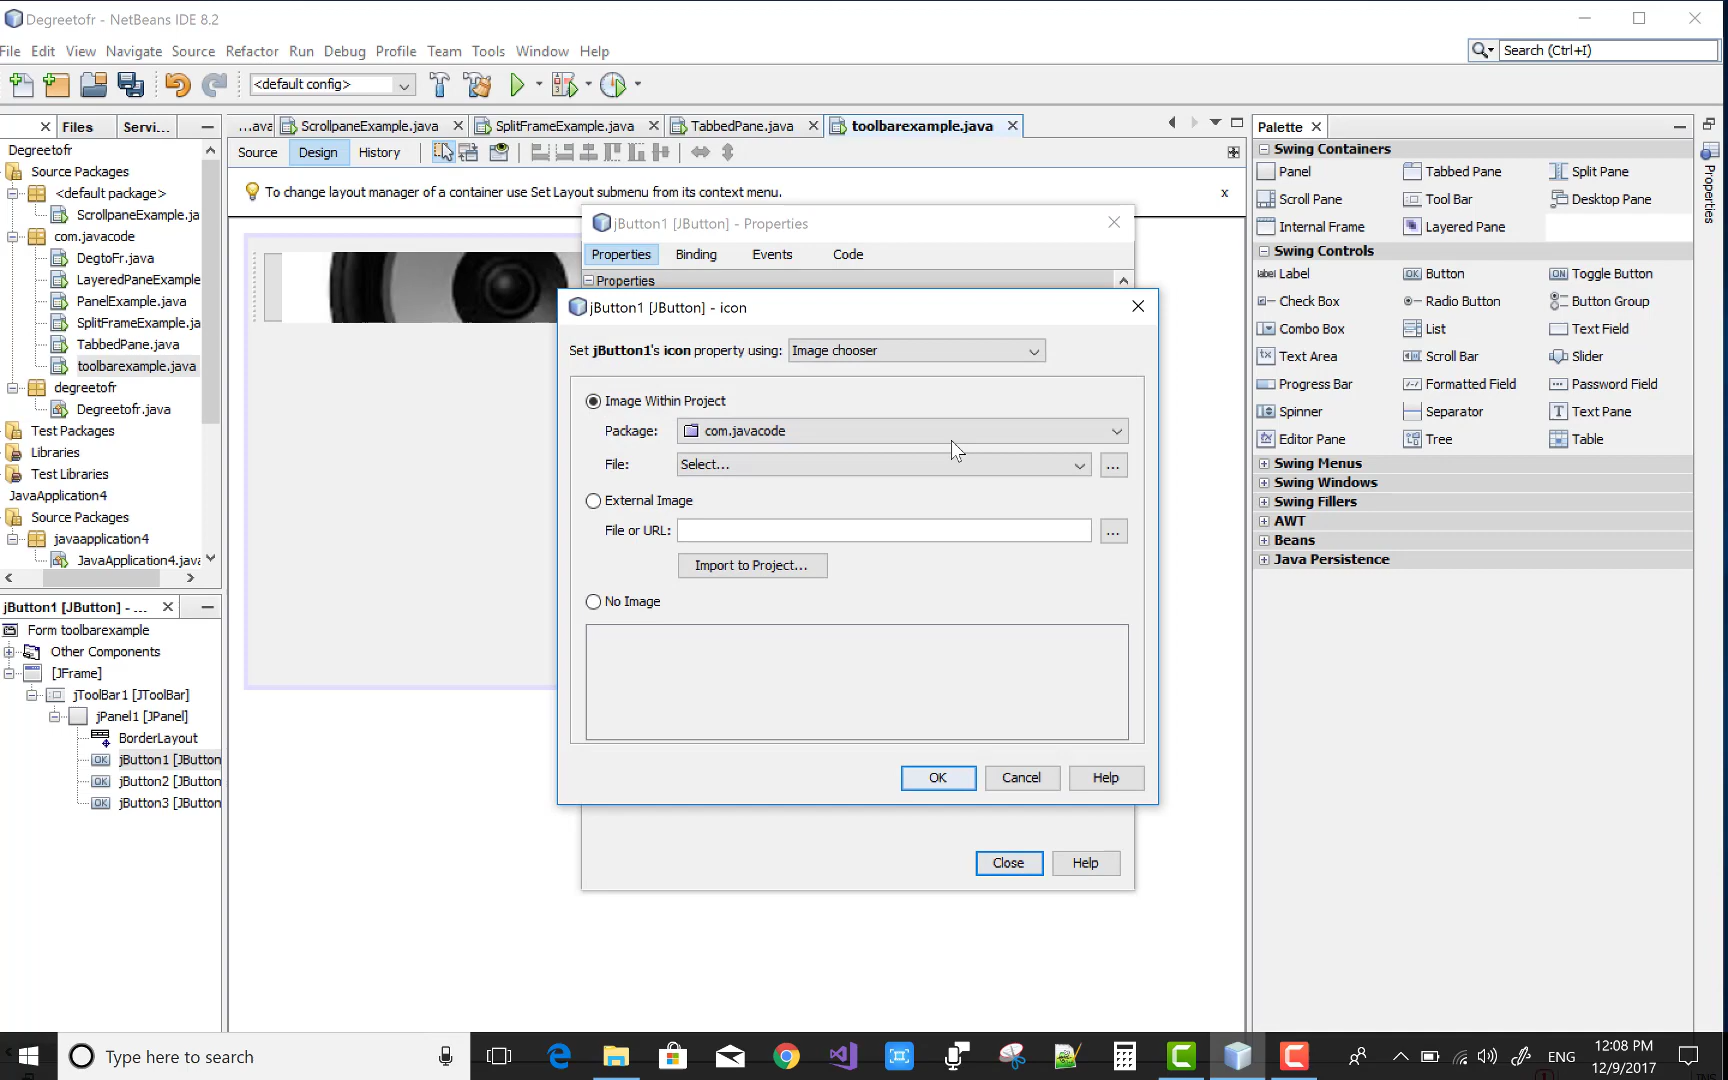 Degreetofr - NetBeans IDE 8.2
File Edit View Navigate Source Refactor Run Debug Profile Team Tools Window Help
Search (Ctrl+I)
<default config>
Files Servi...
...ava ScrollpaneExample.java SplitFrameExample.java TabbedPane.java toolbarexample.java
Source Design History
To change layout manager of a container use Set Layout submenu from its context menu. x
Degreetofr
Source Packages
<default package>
ScrollpaneExample.ja
com.javacode
DegtoFr.java
LayeredPaneExample
PanelExample.java
SplitFrameExample.ja
TabbedPane.java
toolbarexample.java
degreetofr
Degreetofr.java
Test Packages
Libraries
Test Libraries
JavaApplication4
Source Packages
javaapplication4
JavaApplication4.java
jButton1 [JButton] - ...
Form toolbarexample
Other Components
[JFrame]
jToolBar1 [JToolBar]
jPanel1 [JPanel]
BorderLayout
jButton1 [JButton
jButton2 [JButton
jButton3 [JButton
jButton1 [JButton] - Properties
Properties Binding Events Code
Properties
jButton1 [JButton] - icon
Set jButton1's icon property using: Image chooser
Image Within Project
Package: com.javacode
File: Select... ...
External Image
File or URL: ...
Import to Project...
No Image
OK Cancel Help
Close Help
Palette
Swing Containers
Panel Tabbed Pane Split Pane
Scroll Pane Tool Bar Desktop Pane
Internal Frame Layered Pane
Swing Controls
label Label OK Button ON Toggle Button
Check Box Radio Button Button Group
Combo Box List Text Field
Text Area Scroll Bar Slider
Progress Bar Formatted Field Password Field
Spinner Separator Text Pane
Editor Pane Tree Table
Swing Menus
Swing Windows
Swing Fillers
AWT
Beans
Java Persistence
Properties
Type here to search
ENG
12:08 PM
12/9/2017